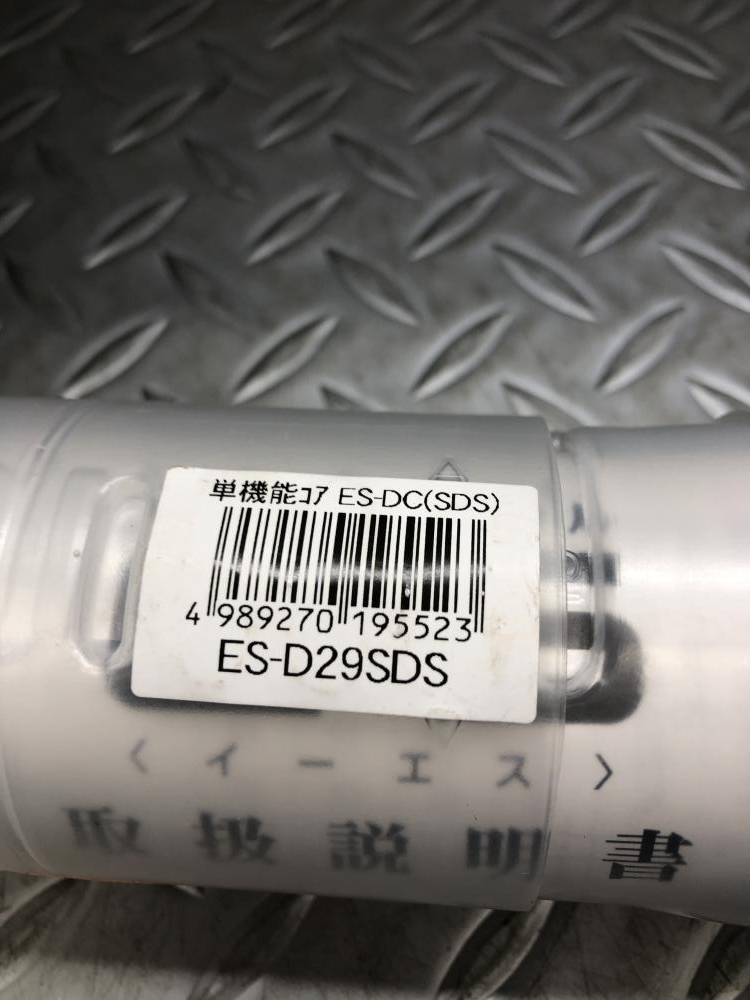 単機能コア ES-DC(SDS)
4 989270 195523
ES-D29SDS
〈イーエス〉
取扱説明書